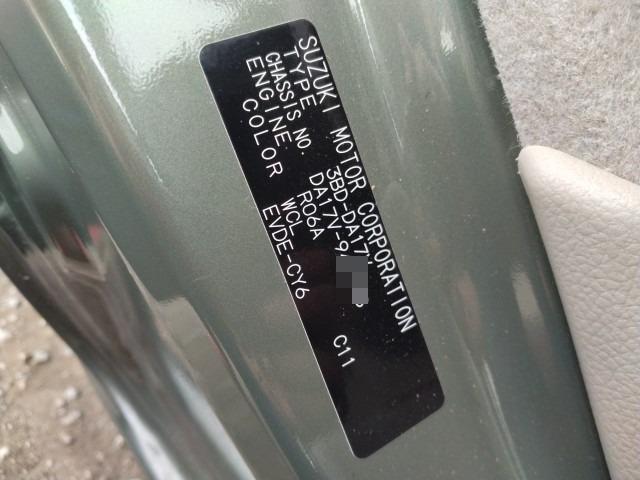 SUZUKI MOTOR CORPORATION
TYPE 3BD-DA17V
CHASSIS NO. DA17V-9
ENGINE R06A C11
COLOR WCL
EVDE-CY6